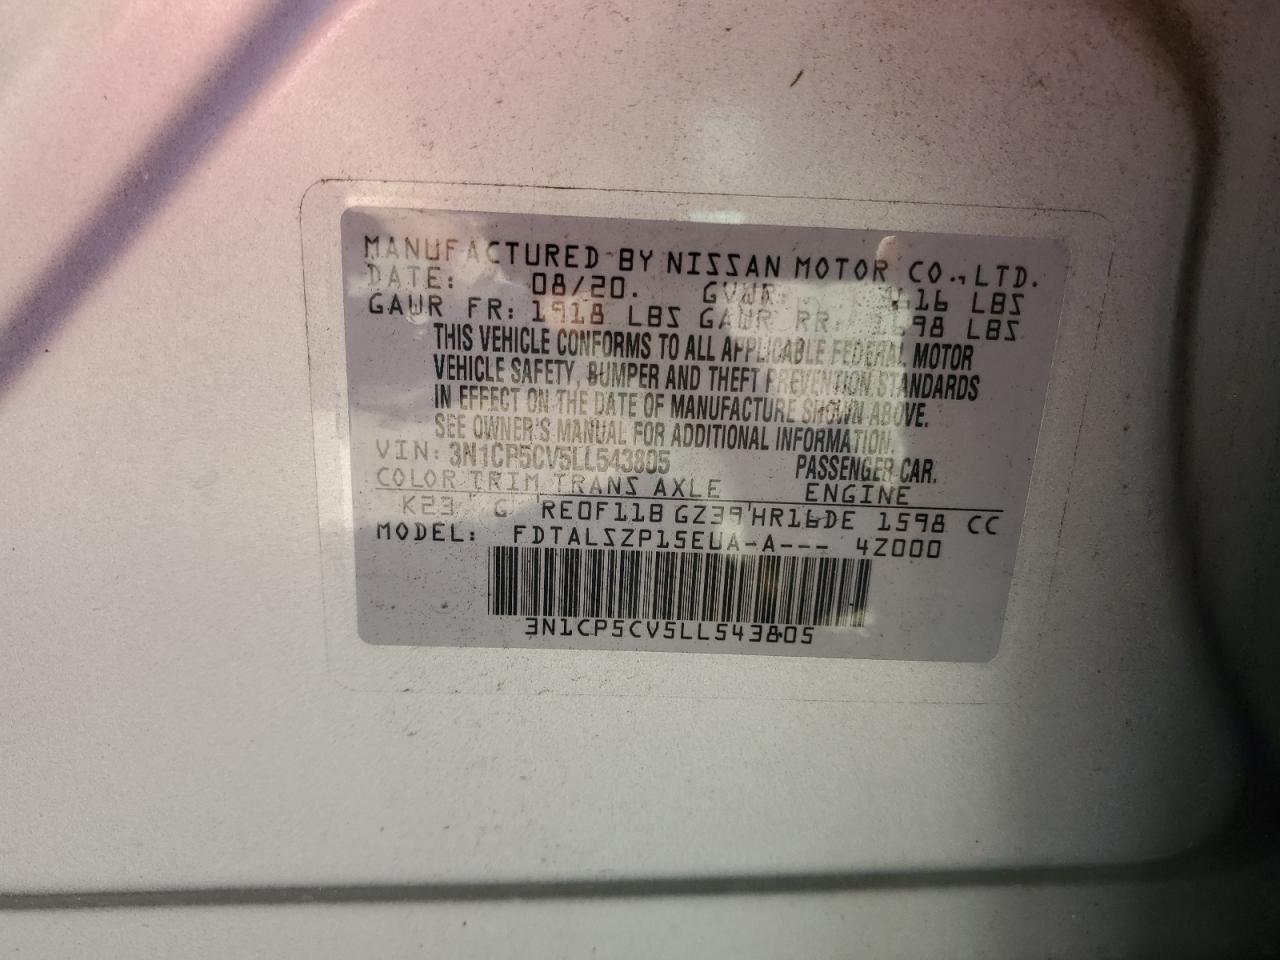 MANUFACTURED BY NISSAN MOTOR CO., LTD.
DATE: 08/20. GVWR: LBS
GAWR FR: 1918 LBS GAWR RR: 1698 LBS
THIS VEHICLE CONFORMS TO ALL APPLICABLE FEDERAL MOTOR
VEHICLE SAFETY, BUMPER AND THEFT PREVENTION STANDARDS
IN EFFECT ON THE DATE OF MANUFACTURE SHOWN ABOVE.
SEE OWNER'S MANUAL FOR ADDITIONAL INFORMATION.
VIN: 3N1CP5CV5LL543805 PASSENGER CAR.
COLOR TRIM TRANS AXLE ENGINE
K23 G RE0F11B GZ39 HR16DE 1598 CC
MODEL: FDTALSZP15EUA-A--- 4Z000
3N1CP5CV5LL543805